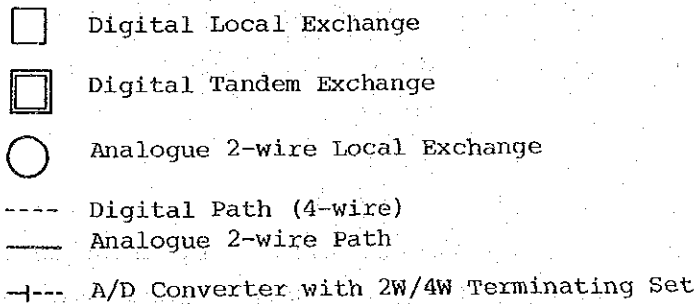 Digital Local Exchange
Digital Tandem Exchange
Analogue 2-wire Local Exchange
Digital Path (4-wire)
Analogue 2-wire Path
A/D Converter with 2W/4W Terminating Set